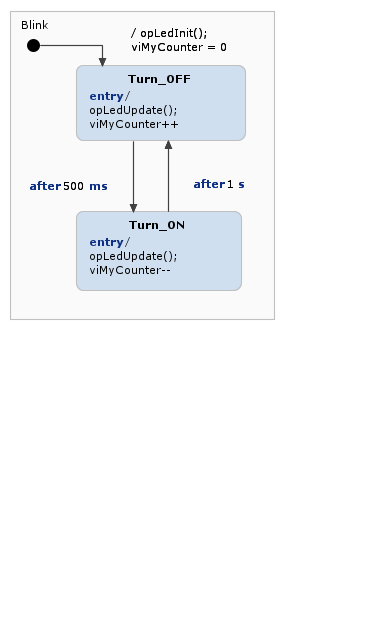 Blink
/ opLedInit();
viMyCounter = 0
Turn_OFF
entry/
opLedUpdate();
viMyCounter++
after 500 ms
after 1 s
Turn_ON
entry/
opLedUpdate();
viMyCounter--